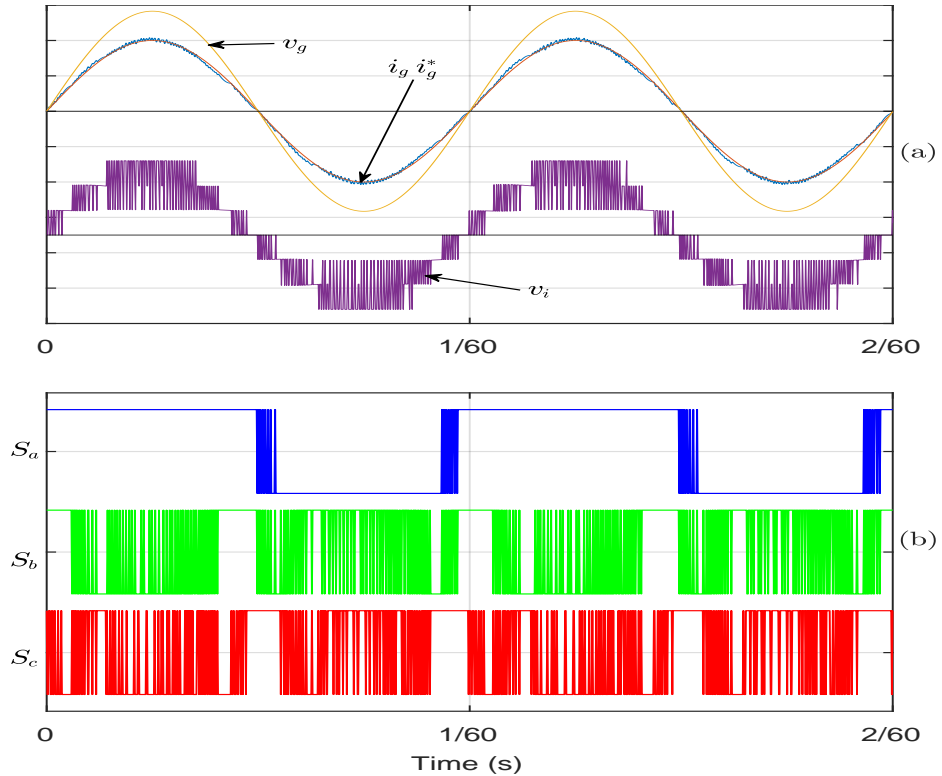 v_g
i_g i_g^*
(a)
v_i
0 1/60 2/60
S_a
S_b
(b)
S_c
0 1/60 2/60
Time (s)